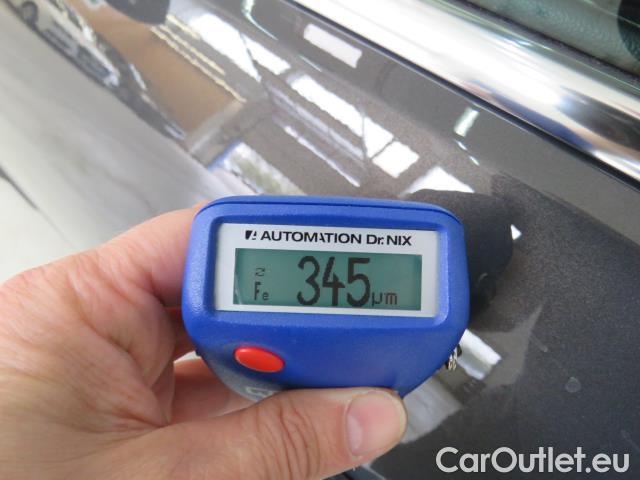 AUTOMATION Dr. NIX
Fe 345 µm
CarOutlet.eu